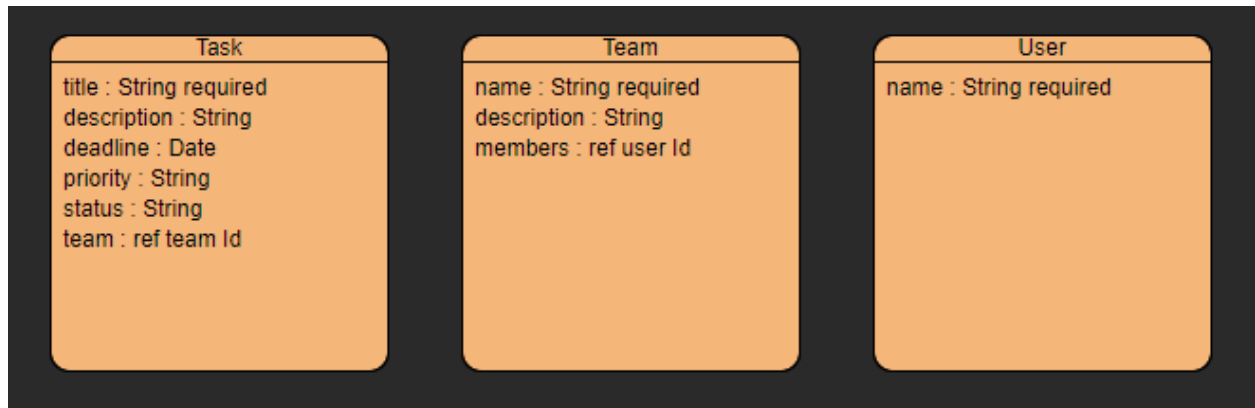 Task
title : String required
description : String
deadline : Date
priority : String
status : String
team : ref team Id
Team
name : String required
description : String
members : ref user Id
User
name : String required